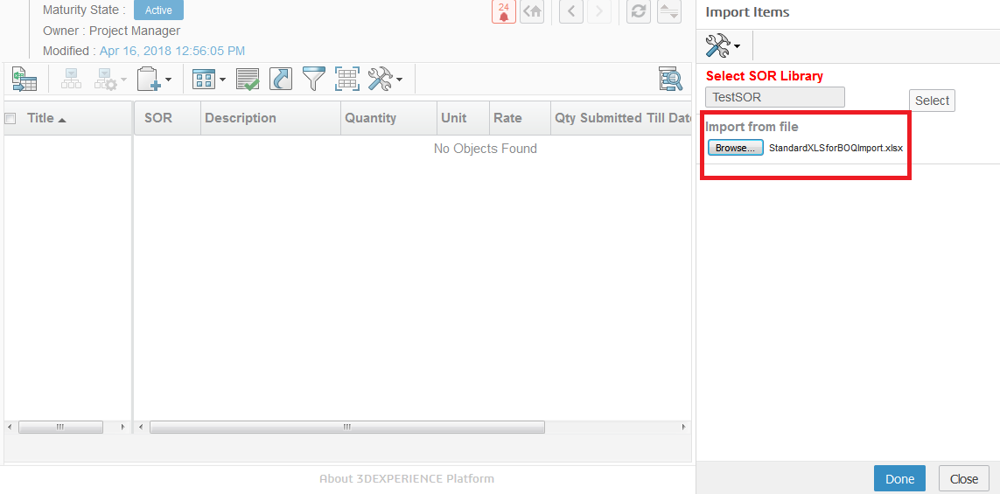 Maturity State : Active
Owner : Project Manager
Modified : Apr 16, 2018 12:56:05 PM
24
Title SOR Description Quantity Unit Rate Qty Submitted Till Date
No Objects Found
About 3DEXPERIENCE Platform
Import Items
Select SOR Library
TestSOR Select
Import from file
Browse... StandardXLSforBOQImport.xlsx
Done Close